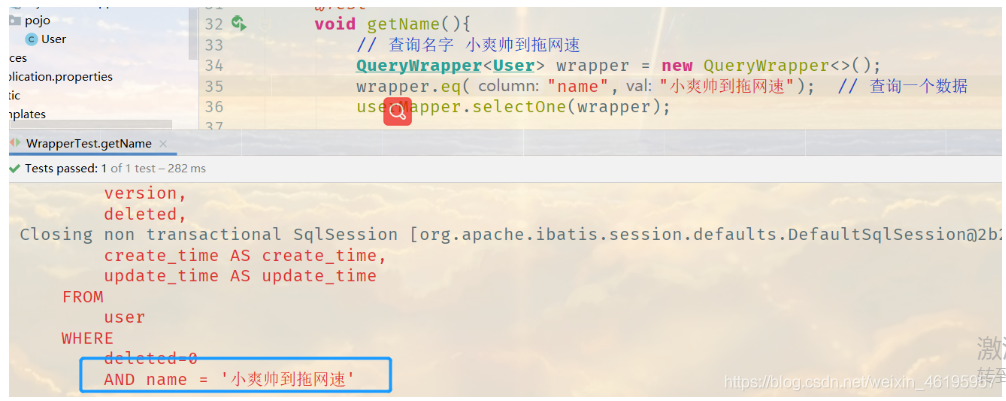 pojo
User
ces
plication.properties
tic
mplates
31 @Test
32 void getName(){
33 // 查询名字 小爽帅到拖网速
34 QueryWrapper<User> wrapper = new QueryWrapper<>();
35 wrapper.eq( column: "name", val: "小爽帅到拖网速"); // 查询一个数据
36 userMapper.selectOne(wrapper);
37
WrapperTest.getName ×
Tests passed: 1 of 1 test – 282 ms
version,
deleted,
Closing non transactional SqlSession [org.apache.ibatis.session.defaults.DefaultSqlSession@2b2
create_time AS create_time,
update_time AS update_time
FROM
user
WHERE
deleted=0
AND name = '小爽帅到拖网速'
激
转到
https://blog.csdn.net/weixin_46195957